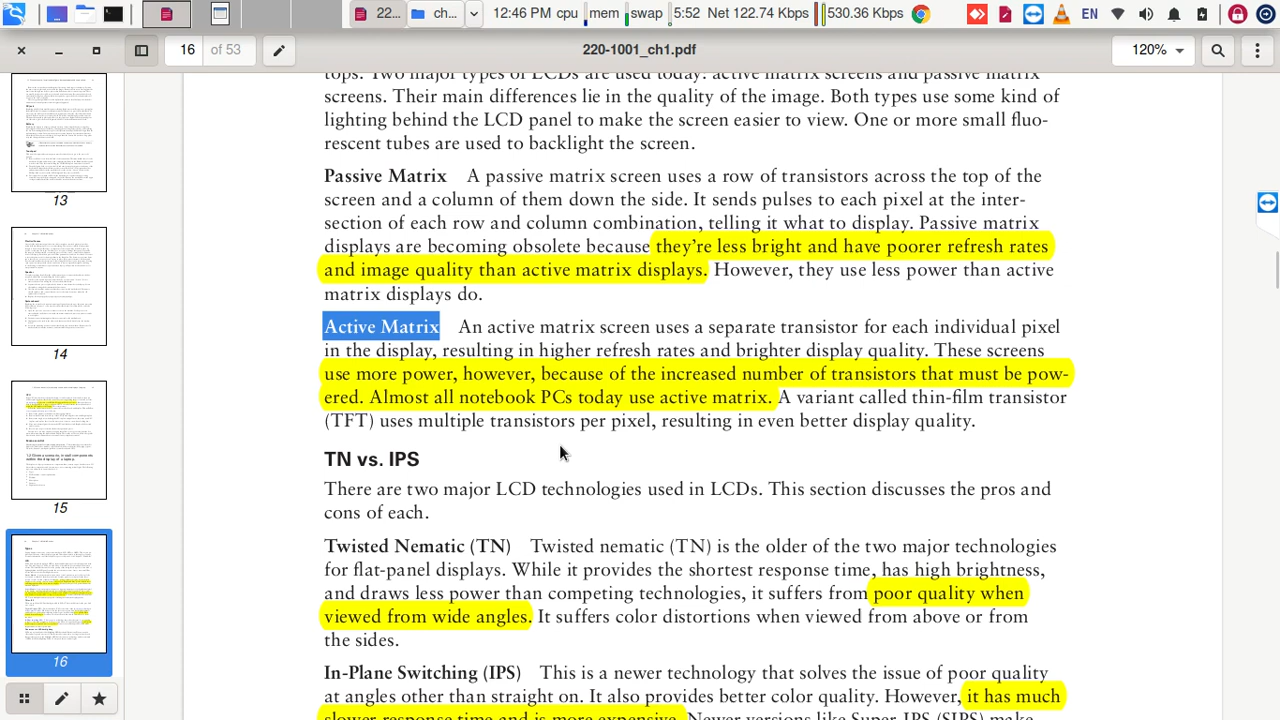 22...
ch...
12:46 PM cpu
mem
swap
5:52 Net 122.74 Kbps
530.36 Kbps
EN
16 of 53
220-1001_ch1.pdf
120%
13
14
15
16
tops. Two major types of LCDs are used today: active matrix screens and passive matrix
screens. Their main differences lie in the quality of the image. Both types use some kind of
lighting behind the LCD panel to make the screen easier to view. One or more small fluo-
rescent tubes are used to backlight the screen.
Passive Matrix A passive matrix screen uses a row of transistors across the top of the
screen and a column of them down the side. It sends pulses to each pixel at the inter-
section of each row and column combination, telling it what to display. Passive matrix
displays are becoming obsolete because they're less bright and have poorer refresh rates
and image quality than active matrix displays. However, they use less power than active
matrix displays do.
Active Matrix An active matrix screen uses a separate transistor for each individual pixel
in the display, resulting in higher refresh rates and brighter display quality. These screens
use more power, however, because of the increased number of transistors that must be pow-
ered. Almost all notebook PCs today use active matrix. A variant called thin-film transistor
(TFT) uses multiple transistors per pixel, resulting in even better display quality.
TN vs. IPS
There are two major LCD technologies used in LCDs. This section discusses the pros and
cons of each.
Twisted Nematic (TN) Twisted nematic (TN) is the older of the two major technologies
for flat-panel displays. While it provides the shortest response time, has high brightness,
and draws less power than competing technologies, it suffers from poor quality when
viewed from wide angles. It suffers color distortions when viewed from above or from
the sides.
In-Plane Switching (IPS) This is a newer technology that solves the issue of poor quality
at angles other than straight on. It also provides better color quality. However, it has much
slower response time and is more expensive. Newer versions like Super-IPS (SIPS) make